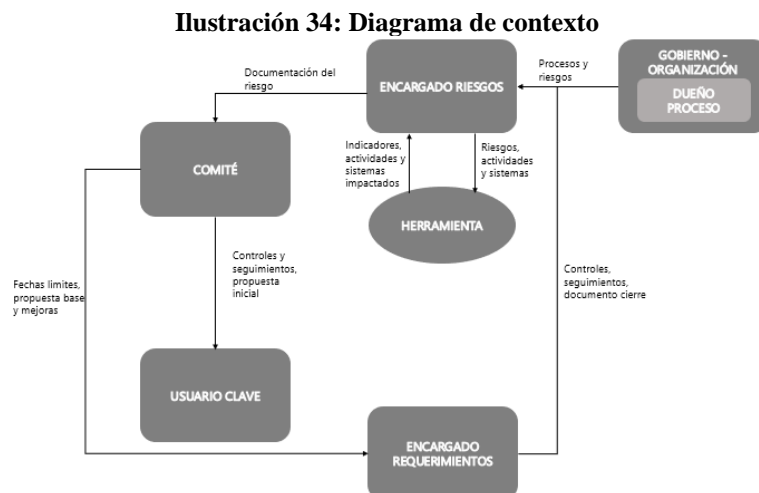 Ilustración 34: Diagrama de contexto
Documentación del
riesgo
ENCARGADO RIESGOS
Procesos y
riesgos
GOBIERNO -
ORGANIZACIÓN
DUEÑO
PROCESO
COMITÉ
Indicadores,
actividades y
sistemas
impactados
Riesgos,
actividades
y sistemas
HERRAMIENTA
Fechas limites,
propuesta base
y mejoras
Controles y
seguimientos,
propuesta
inicial
Controles,
seguimientos,
documento cierre
USUARIO CLAVE
ENCARGADO
REQUERIMIENTOS